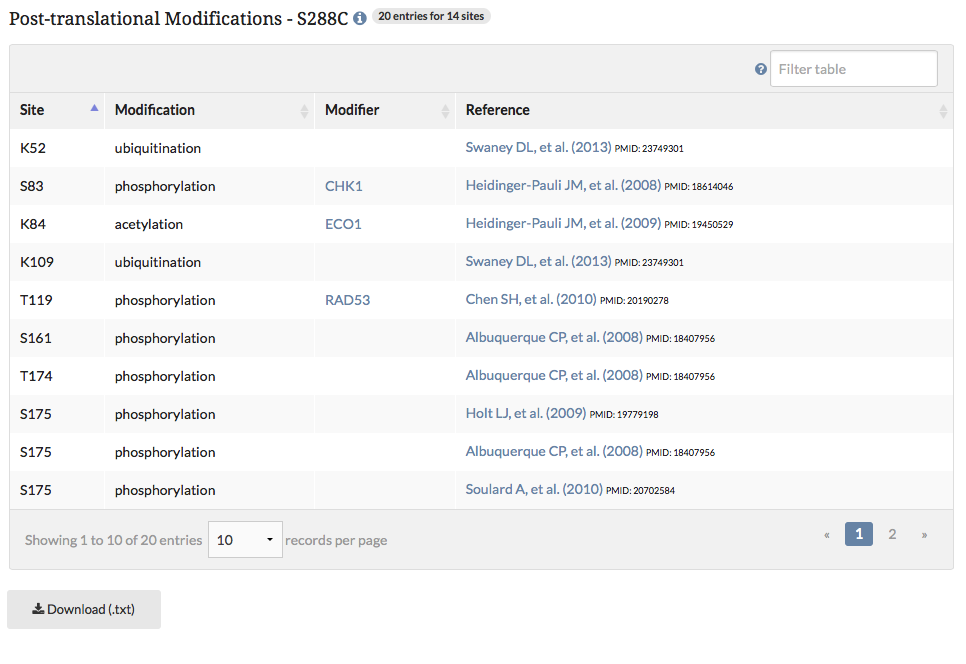 Post-translational Modifications - S288C 20 entries for 14 sites
Filter table
Site Modification Modifier Reference
K52 ubiquitination Swaney DL, et al. (2013) PMID: 23749301
S83 phosphorylation CHK1 Heidinger-Pauli JM, et al. (2008) PMID: 18614046
K84 acetylation ECO1 Heidinger-Pauli JM, et al. (2009) PMID: 19450529
K109 ubiquitination Swaney DL, et al. (2013) PMID: 23749301
T119 phosphorylation RAD53 Chen SH, et al. (2010) PMID: 20190278
S161 phosphorylation Albuquerque CP, et al. (2008) PMID: 18407956
T174 phosphorylation Albuquerque CP, et al. (2008) PMID: 18407956
S175 phosphorylation Holt LJ, et al. (2009) PMID: 19779198
S175 phosphorylation Albuquerque CP, et al. (2008) PMID: 18407956
S175 phosphorylation Soulard A, et al. (2010) PMID: 20702584
Showing 1 to 10 of 20 entries 10 records per page « 1 2 »
Download (.txt)